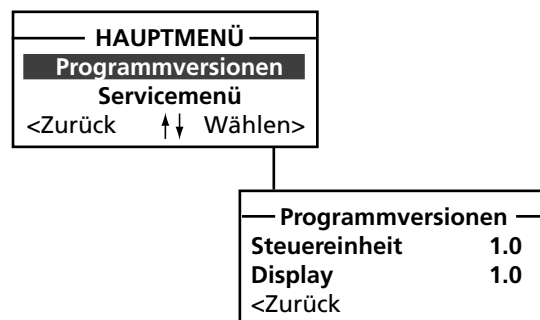 HAUPTMENÜ
Programmversionen
Servicemenü
<Zurück Wählen>
Programmversionen
Steuereinheit 1.0
Display 1.0
<Zurück